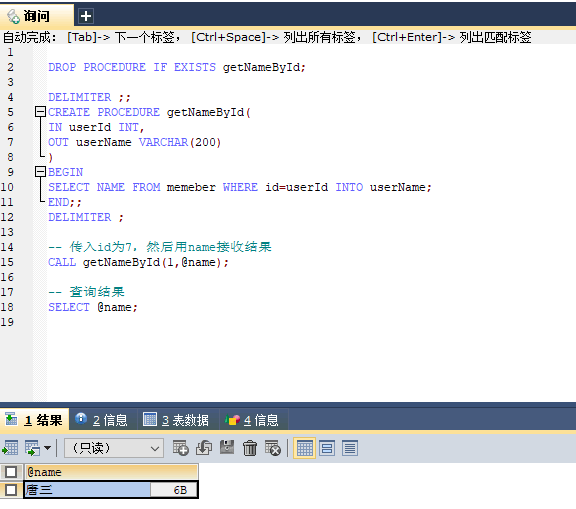 询问
自动完成: [Tab]-> 下一个标签, [Ctrl+Space]-> 列出所有标签, [Ctrl+Enter]-> 列出匹配标签
1
2 DROP PROCEDURE IF EXISTS getNameById;
3
4 DELIMITER ;;
5 CREATE PROCEDURE getNameById(
6 IN userId INT,
7 OUT userName VARCHAR(200)
8 )
9 BEGIN
10 SELECT NAME FROM memeber WHERE id=userId INTO userName;
11 END;;
12 DELIMITER ;
13
14 -- 传入id为7，然后用name接收结果
15 CALL getNameById(1,@name);
16
17 -- 查询结果
18 SELECT @name;
19
1 结果 2 信息 3 表数据 4 信息
（只读）
@name
唐三 6B